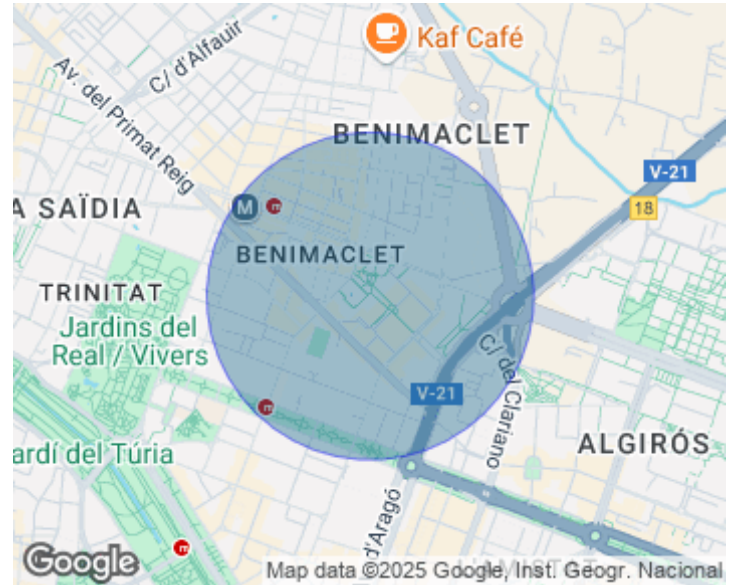 Kaf Café
C/ d'Alfauir
Av. del Primat Reig
BENIMACLET
V-21
18
A SAÏDIA
M
BENIMACLET
TRINITAT
Jardins del
Real / Vivers
C/ del Clariano
V-21
ardí del Túria
ALGIRÓS
d'Aragó
Google
Map data ©2025 Google, Inst. Geogr. Nacional